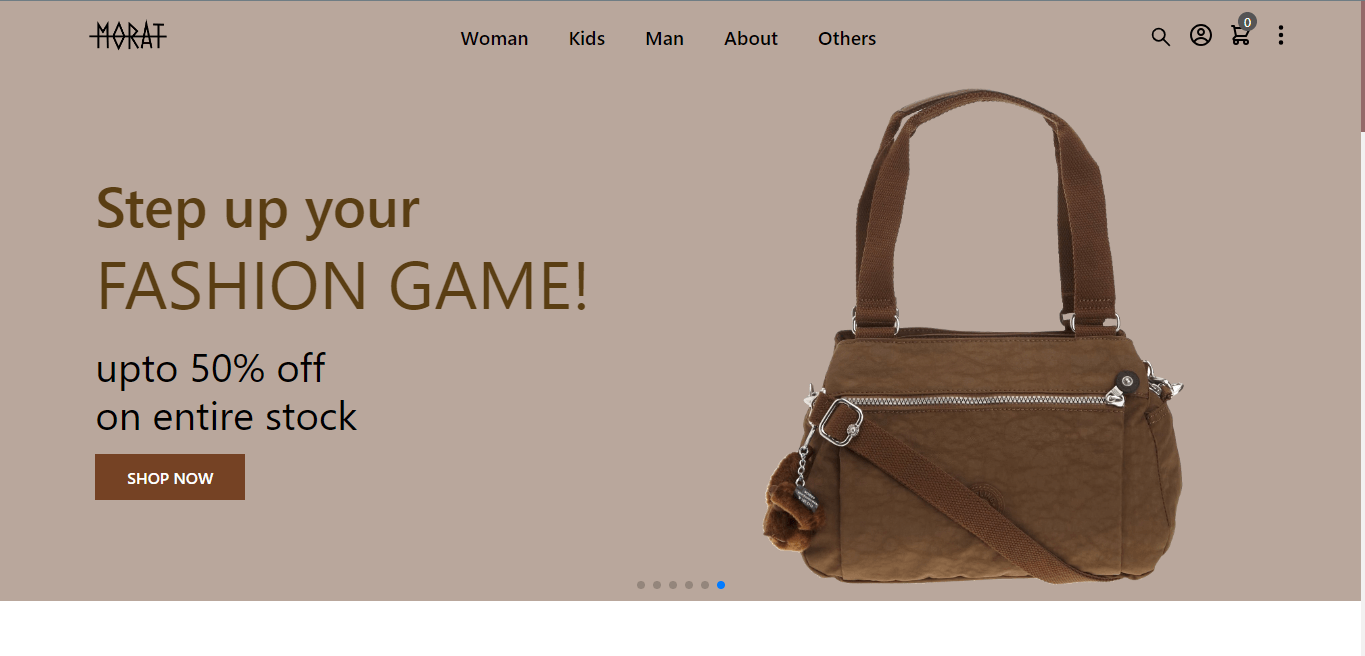 MORAT
Woman Kids Man About Others
0
Step up your
FASHION GAME!
upto 50% off
on entire stock
SHOP NOW